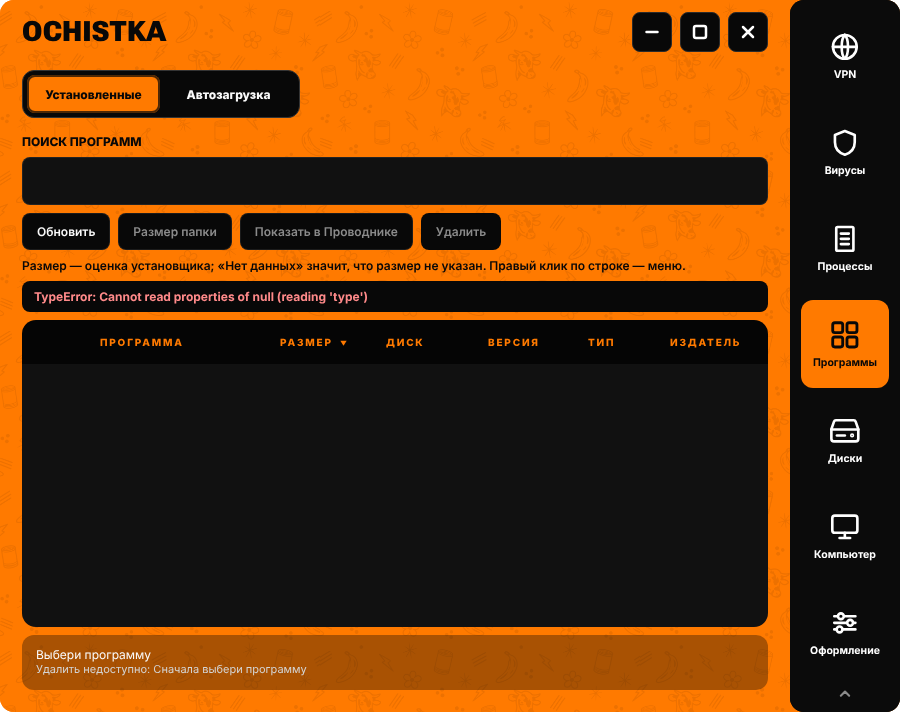 OCHISTKA
Установленные
Автозагрузка
ПОИСК ПРОГРАММ
Обновить
Размер папки
Показать в Проводнике
Удалить
Размер — оценка установщика; «Нет данных» значит, что размер не указан. Правый клик по строке — меню.
TypeError: Cannot read properties of null (reading 'type')
ПРОГРАММА РАЗМЕР ▼ ДИСК ВЕРСИЯ ТИП ИЗДАТЕЛЬ
Выбери программу
Удалить недоступно: Сначала выбери программу
VPN
Вирусы
Процессы
Программы
Диски
Компьютер
Оформление